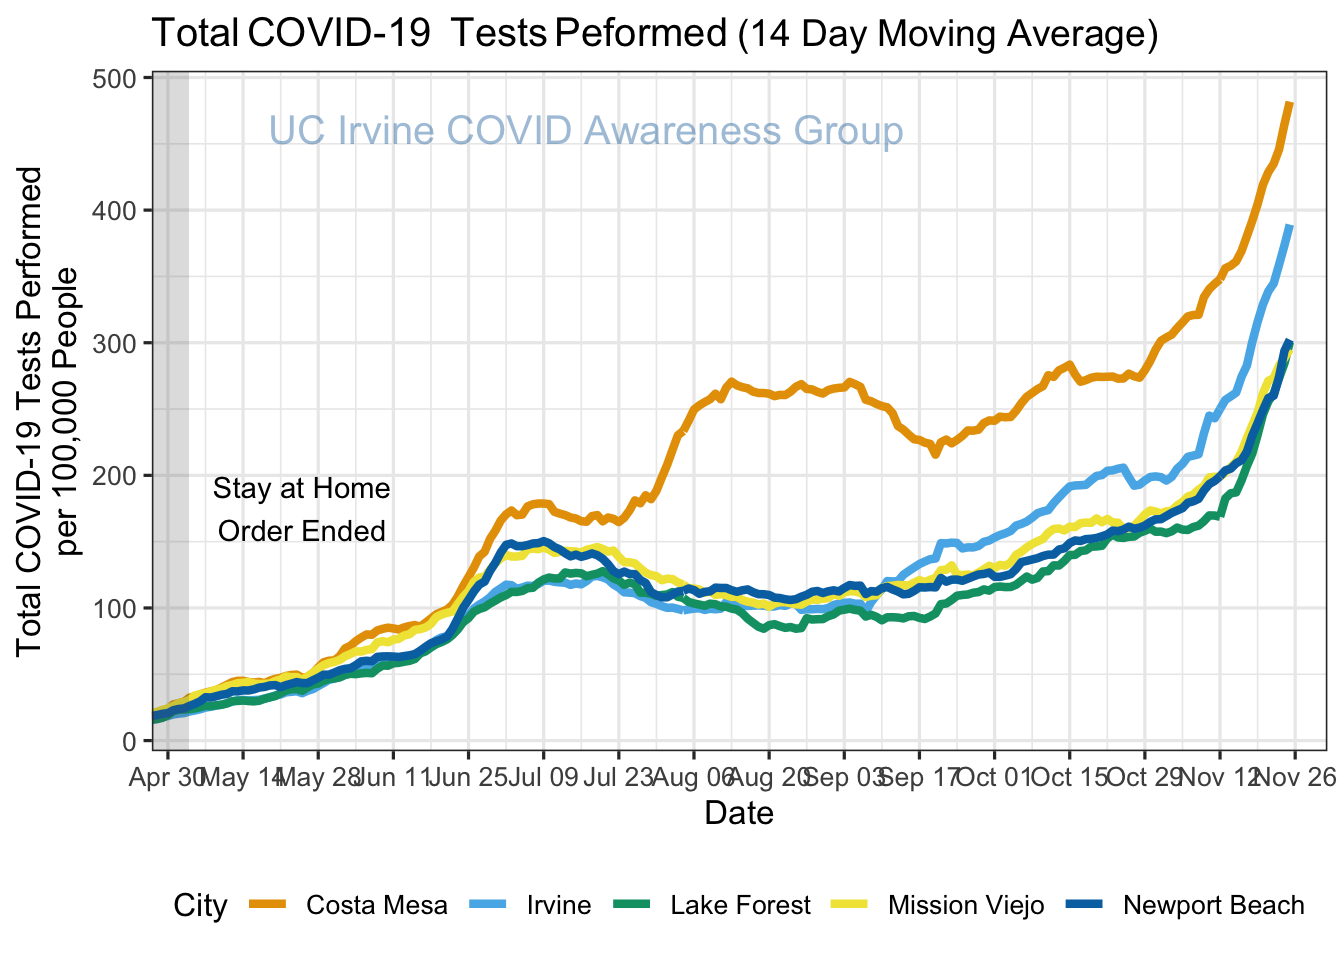 Total COVID-19 Tests Peformed (14 Day Moving Average)
500
UC Irvine COVID Awareness Group
400
300
200
100
0
Total COVID-19 Tests Performed
per 100,000 People
Stay at Home
Order Ended
Apr 30 May 14 May 28 Jun 11 Jun 25 Jul 09 Jul 23 Aug 06 Aug 20 Sep 03 Sep 17 Oct 01 Oct 15 Oct 29 Nov 12 Nov 26
Date
City Costa Mesa Irvine Lake Forest Mission Viejo Newport Beach